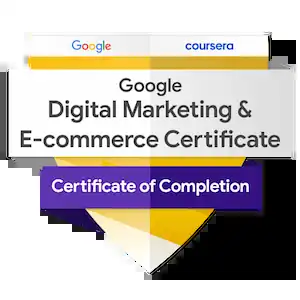 Google coursera
Google
Digital Marketing &
E-commerce Certificate
Certificate of Completion